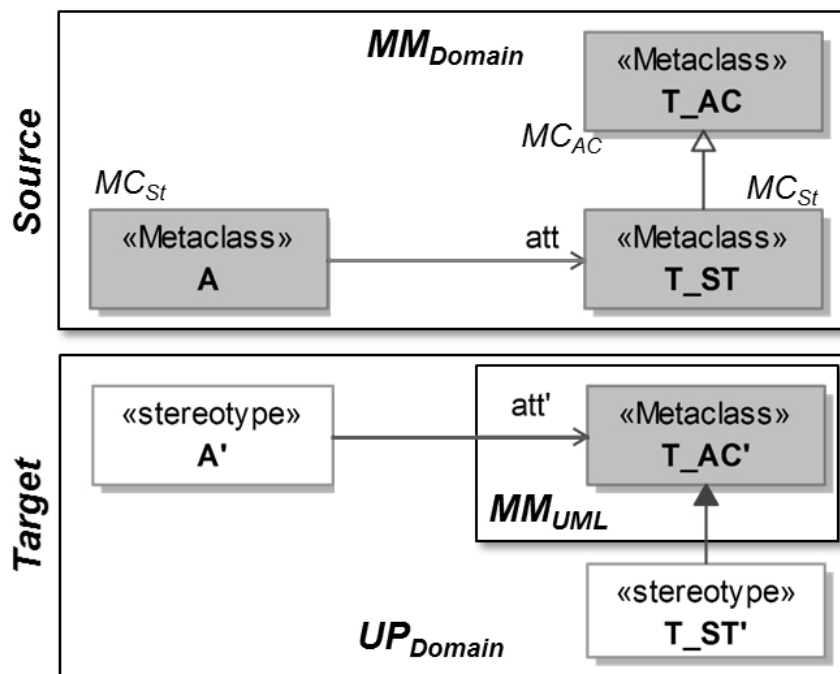 Source
MM_Domain
«Metaclass»
T_AC
MC_AC
MC_St
MC_St
«Metaclass»
A
att
«Metaclass»
T_ST
Target
«stereotype»
A'
att'
«Metaclass»
T_AC'
MM_UML
«stereotype»
T_ST'
UP_Domain